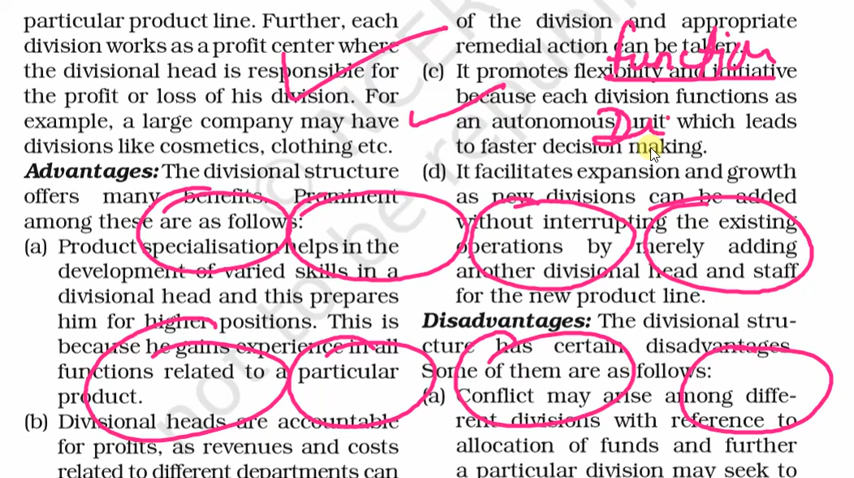 particular product line. Further, each
division works as a profit center where
the divisional head is responsible for
the profit or loss of his division. For
example, a large company may have
divisions like cosmetics, clothing etc.
Advantages: The divisional structure
offers many benefits. Prominent
among these are as follows:
(a) Product specialisation helps in the
development of varied skills in a
divisional head and this prepares
him for higher positions. This is
because he gains experience in all
functions related to a particular
product.
(b) Divisional heads are accountable
for profits, as revenues and costs
related to different departments can
of the division and appropriate
remedial action can be taken.
function
(c) It promotes flexibility and initiative
because each division functions as
an autonomous unit which leads
to faster decision making.
(d) It facilitates expansion and growth
as new divisions can be added
without interrupting the existing
operations by merely adding
another divisional head and staff
for the new product line.
Disadvantages: The divisional stru-
cture has certain disadvantages.
Some of them are as follows:
(a) Conflict may arise among diffe-
rent divisions with reference to
allocation of funds and further
a particular division may seek to